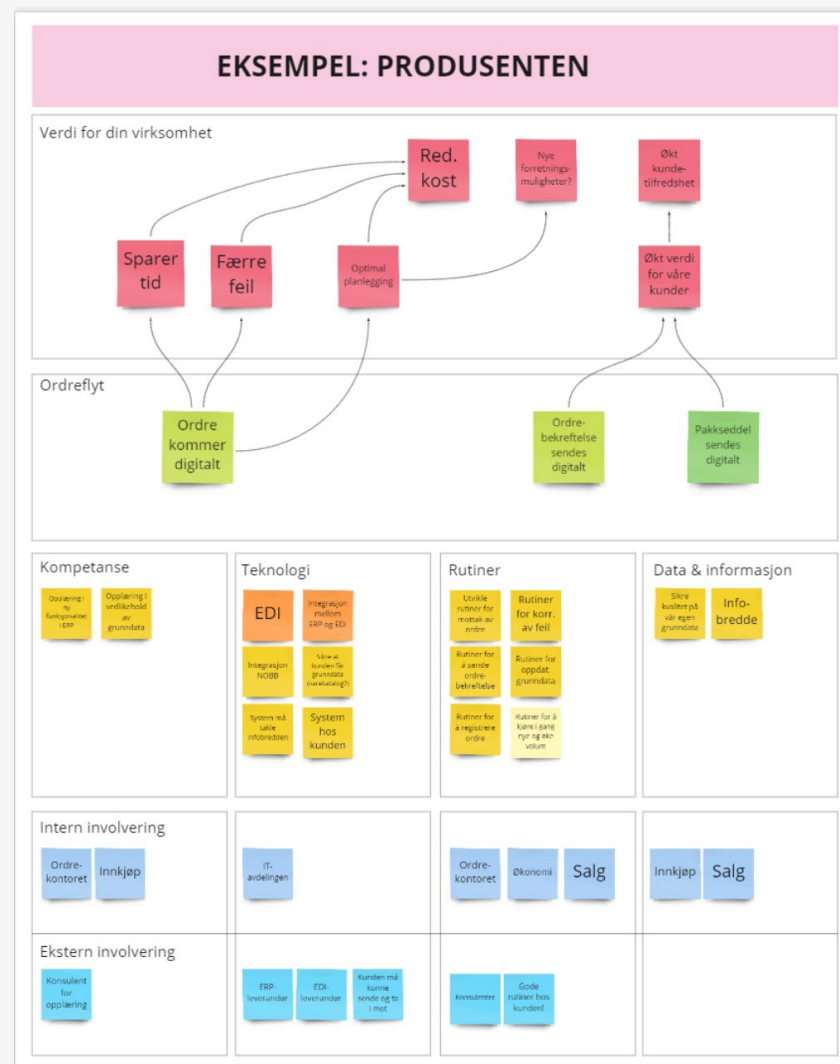 EKSEMPEL: PRODUSENTEN
Verdi for din virksomhet
Red.
kost
Nye
forretnings-
muligheter?
Økt
kunde-
tilfredshet
Sparer
tid
Færre
feil
Optimal
planlegging
Økt verdi
for våre
kunder
Ordreflyt
Ordre
kommer
digitalt
Ordre-
bekreftelse
sendes
digitalt
Pakkseddel
sendes
digitalt
Kompetanse
Opplæring i
ny
funksjonalitet
i ERP
Opplæring i
vedlikehold
av
grunndata
Teknologi
EDI
Integrasjon
mellom
ERP og EDI
Integrasjon
NOBB
Sikre at
kunden får
grunndata
(varekatalog?)
System må
takle
infobredden
System
hos
kunden
Rutiner
Utvikle
rutiner for
mottak av
ordre
Rutiner
for korr.
av feil
Rutiner for
å sende
ordre-
bekreftelse
Rutiner for
oppdat.
grunndata
Rutiner for
å registrere
ordre
Rutiner for å
kjøre i gang
nye og øke
volum
Data & informasjon
Sikre
kvalitet på
vår egen
grunndata
Info-
bredde
Intern involvering
Ordre-
kontoret
Innkjøp
IT-
avdelingen
Ordre-
kontoret
Økonomi
Salg
Innkjøp
Salg
Ekstern involvering
Konsulent
for
opplæring
ERP-
leverandør
EDI-
leverandør
Kunden må
kunne
sende og ta
i mot
Konsulenter
Gode
rutiner hos
kunden!